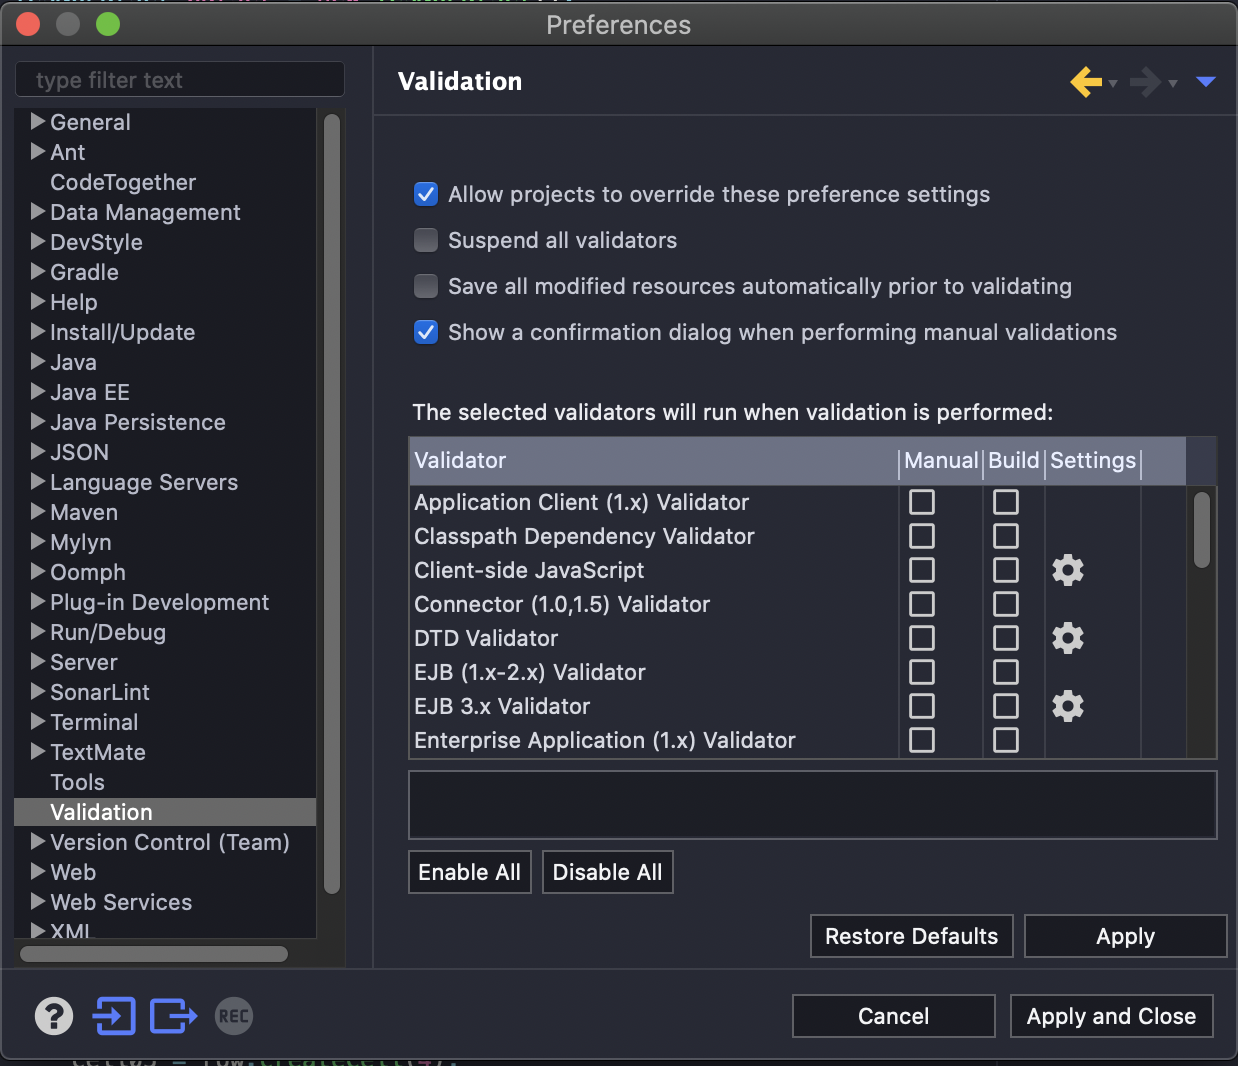 Preferences
type filter text
General
Ant
CodeTogether
Data Management
DevStyle
Gradle
Help
Install/Update
Java
Java EE
Java Persistence
JSON
Language Servers
Maven
Mylyn
Oomph
Plug-in Development
Run/Debug
Server
SonarLint
Terminal
TextMate
Tools
Validation
Version Control (Team)
Web
Web Services
XML
Validation
Allow projects to override these preference settings
Suspend all validators
Save all modified resources automatically prior to validating
Show a confirmation dialog when performing manual validations
The selected validators will run when validation is performed:
Validator Manual Build Settings
Application Client (1.x) Validator
Classpath Dependency Validator
Client-side JavaScript
Connector (1.0,1.5) Validator
DTD Validator
EJB (1.x-2.x) Validator
EJB 3.x Validator
Enterprise Application (1.x) Validator
Enable All Disable All
Restore Defaults Apply
? REC Cancel Apply and Close